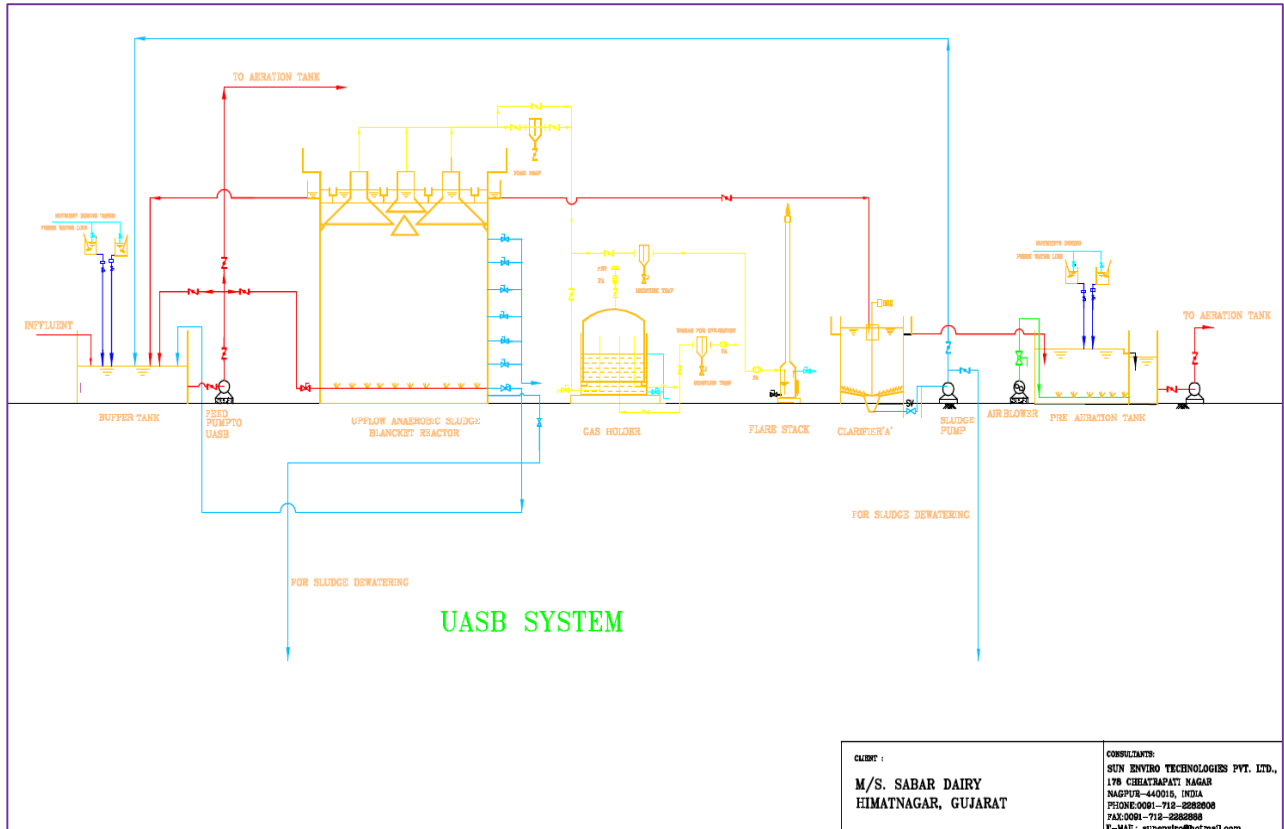 TO AERATION TANK
INFFLUENT
BUFFER TANK
FEED
PUMPTO
UASB
UPFLOW ANAEROBIC SLUDGE
BLANCKET REACTOR
GAS HOLDER
FLARE STACK
CLARIFIER'A'
SLUDGE
PUMP
AIR BLOWER
PRE AERATION TANK
TO AERATION TANK
MOISTURE TRAP
FOR SLUDGE DEWATERING
FOR SLUDGE DEWATERING
UASB SYSTEM
CLIENT :
M/S. SABAR DAIRY
HIMATNAGAR, GUJARAT
CONSULTANTS:
SUN ENVIRO TECHNOLOGIES PVT. LTD.,
178 CHHATRAPATI NAGAR
NAGPUR-440015, INDIA
PHONE:0091-712-2282608
FAX:0091-712-2282888